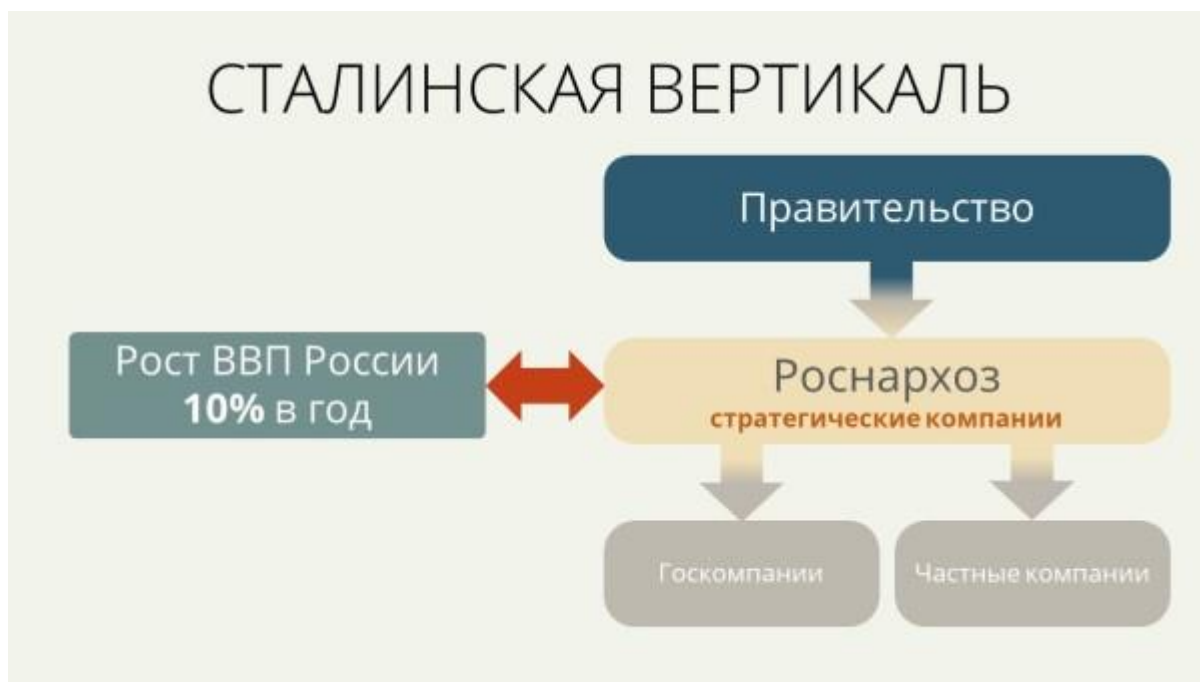 СТАЛИНСКАЯ ВЕРТИКАЛЬ
Правительство
Рост ВВП России
10% в год
Роснархоз
стратегические компании
Госкомпании
Частные компании